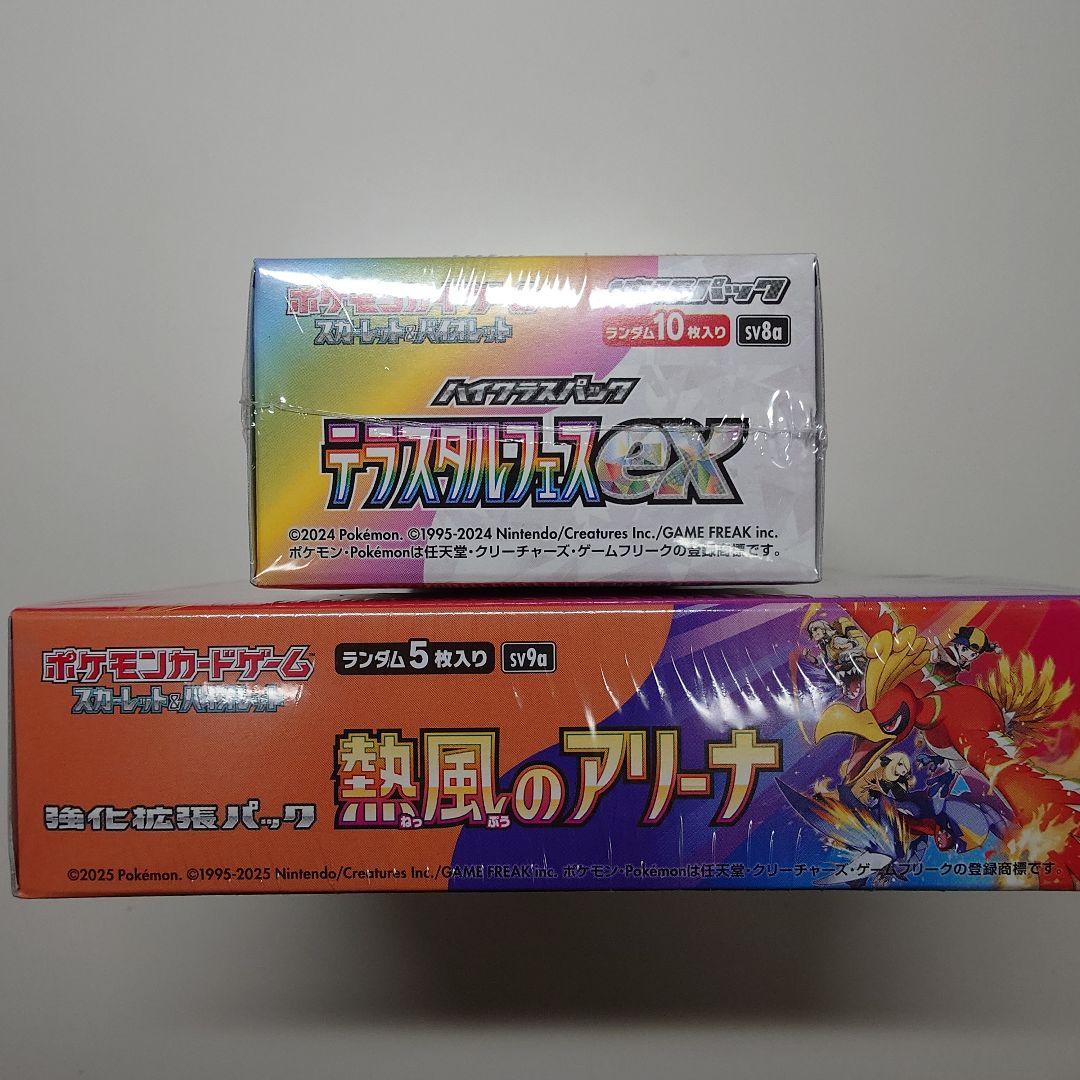 ポケモンカードゲーム
スカーレット&バイオレット
拡張パック
ランダム10枚入り sv8a
ハイクラスパック
テラスタルフェスex
©2024 Pokémon. ©1995-2024 Nintendo/Creatures Inc./GAME FREAK inc.
ポケモン・Pokémonは任天堂・クリーチャーズ・ゲームフリークの登録商標です。
ポケモンカードゲーム™
スカーレット&バイオレット
ランダム5枚入り sv9a
強化拡張パック
熱風のアリーナ
ねっ ぷう
©2025 Pokémon. ©1995-2025 Nintendo/Creatures Inc./GAME FREAK inc. ポケモン・Pokémonは任天堂・クリーチャーズ・ゲームフリークの登録商標です。